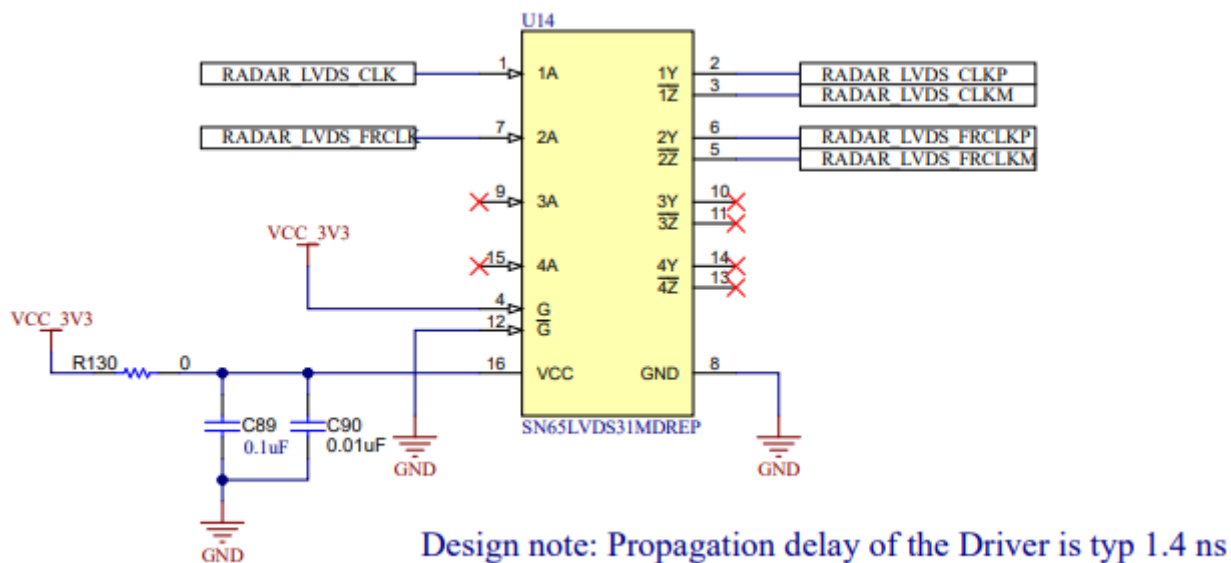 U14
RADAR_LVDS_CLK 1 1A 1Y 2 RADAR_LVDS_CLKP
1Z 3 RADAR_LVDS_CLKM
RADAR_LVDS_FRCLK 7 2A 2Y 6 RADAR_LVDS_FRCLKP
2Z 5 RADAR_LVDS_FRCLKM
9 3A 3Y 10
3Z 11
VCC_3V3
15 4A 4Y 14
4Z 13
4 G
VCC_3V3
12 G
R130 0 16 VCC GND 8
C89 C90
0.1uF 0.01uF
SN65LVDS31MDREP
GND GND
GND
Design note: Propagation delay of the Driver is typ 1.4 ns